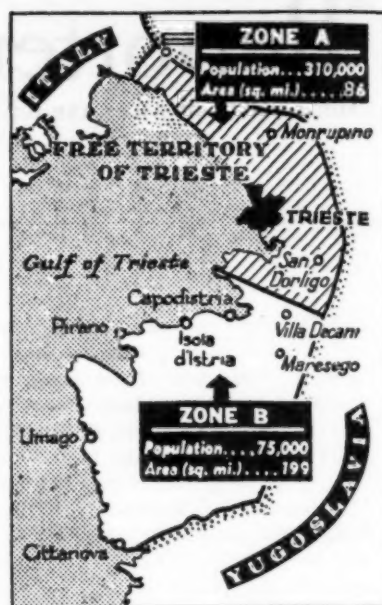 ITALY
ZONE A
Population...310,000
Area (sq. mi.).....86
Monrupino
FREE TERRITORY
OF TRIESTE
TRIESTE
San
Dorligo
Gulf of Trieste
Capodistria
Pirano
Isola
d'Istria
Villa Decani
Maresego
ZONE B
Population....75,000
Area (sq. mi.)....199
Umago
Cittanova
YUGOSLAVIA